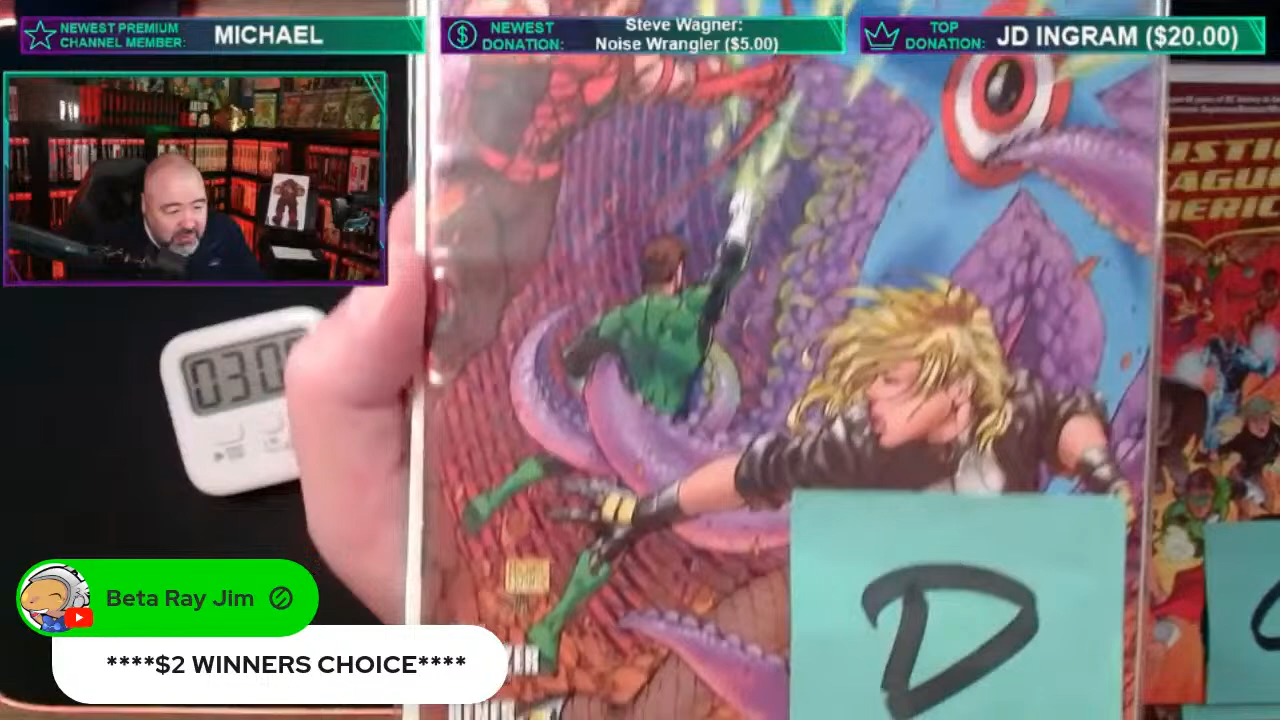 NEWEST PREMIUM
CHANNEL MEMBER:
MICHAEL
$
NEWEST
DONATION:
Steve Wagner:
Noise Wrangler ($5.00)
TOP
DONATION:
JD INGRAM ($20.00)
Beta Ray Jim
****$2 WINNERS CHOICE****
D